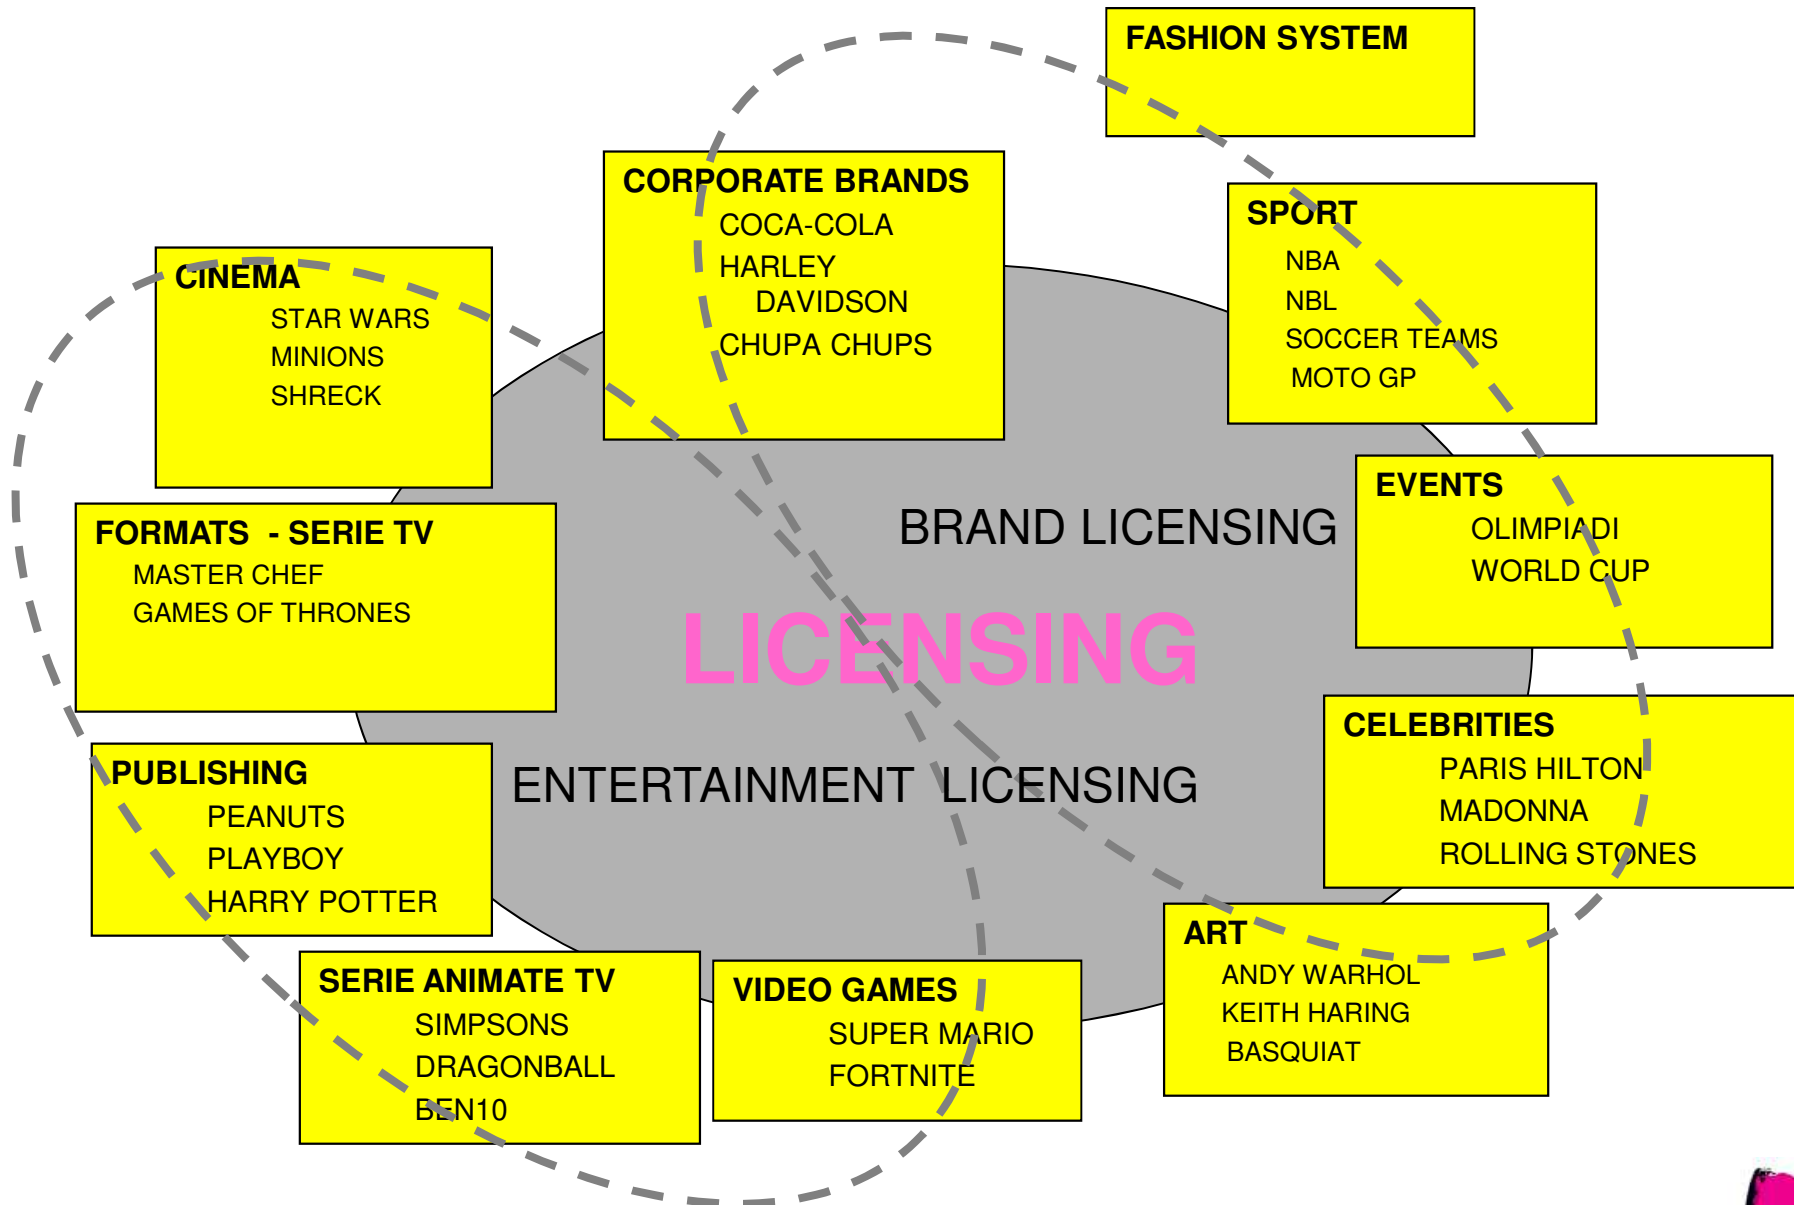 FASHION SYSTEM
CORPORATE BRANDS
COCA-COLA
HARLEY
DAVIDSON
CHUPA CHUPS
SPORT
NBA
NBL
SOCCER TEAMS
MOTO GP
CINEMA
STAR WARS
MINIONS
SHRECK
EVENTS
OLIMPIADI
WORLD CUP
FORMATS - SERIE TV
MASTER CHEF
GAMES OF THRONES
BRAND LICENSING
LICENSING
ENTERTAINMENT LICENSING
CELEBRITIES
PARIS HILTON
MADONNA
ROLLING STONES
PUBLISHING
PEANUTS
PLAYBOY
HARRY POTTER
ART
ANDY WARHOL
KEITH HARING
BASQUIAT
SERIE ANIMATE TV
SIMPSONS
DRAGONBALL
BEN10
VIDEO GAMES
SUPER MARIO
FORTNITE